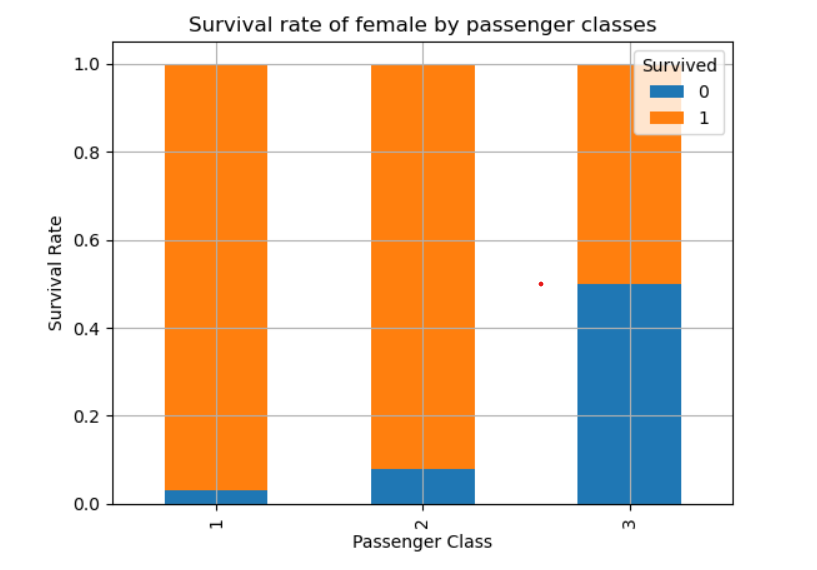 Survival rate of female by passenger classes
Survived
0
1
1.0
0.8
0.6
0.4
0.2
0.0
Survival Rate
1
2
3
Passenger Class